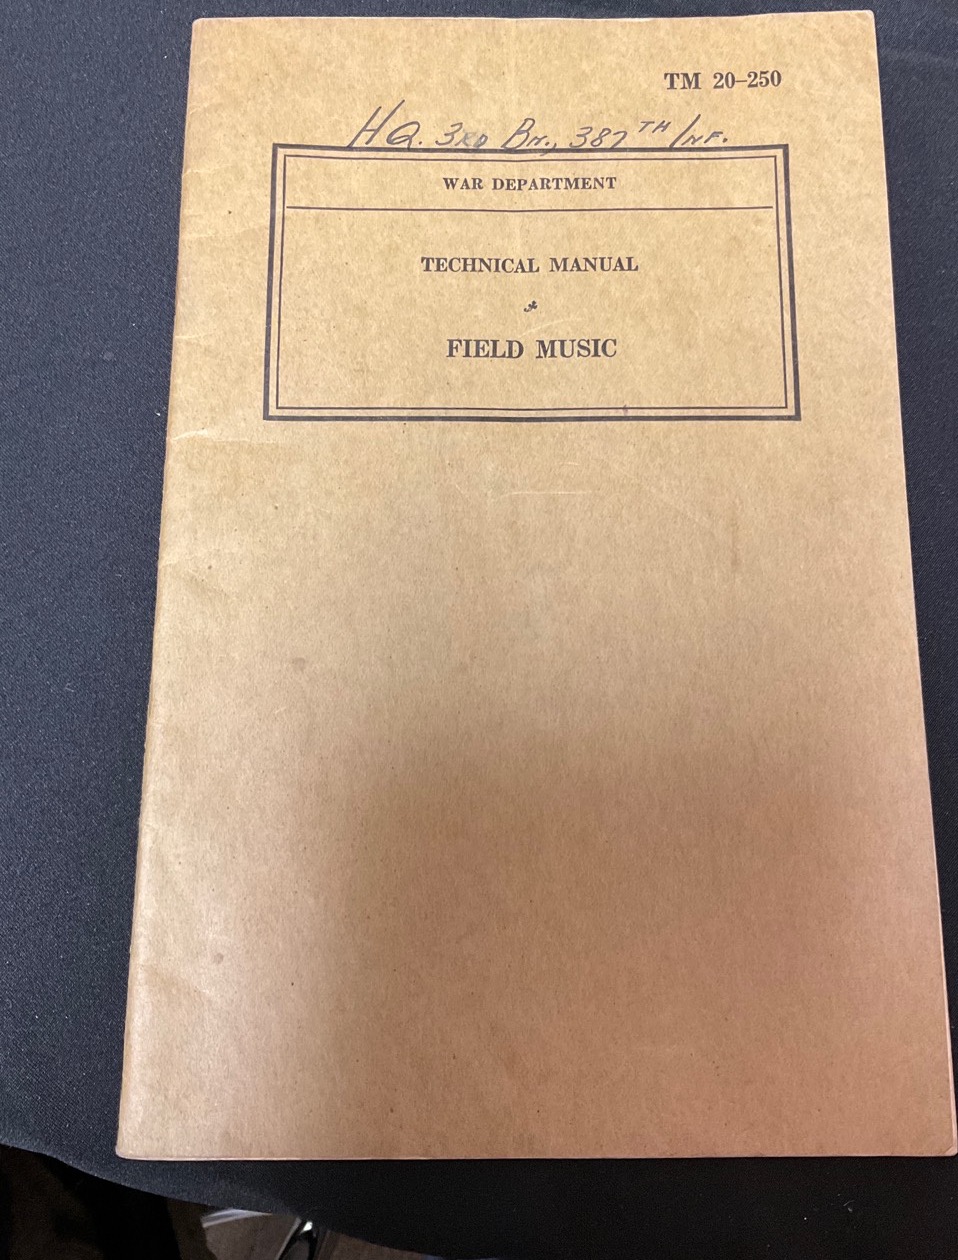 TM 20–250
HQ. 3RD BN., 387TH INF.
WAR DEPARTMENT
TECHNICAL MANUAL
FIELD MUSIC